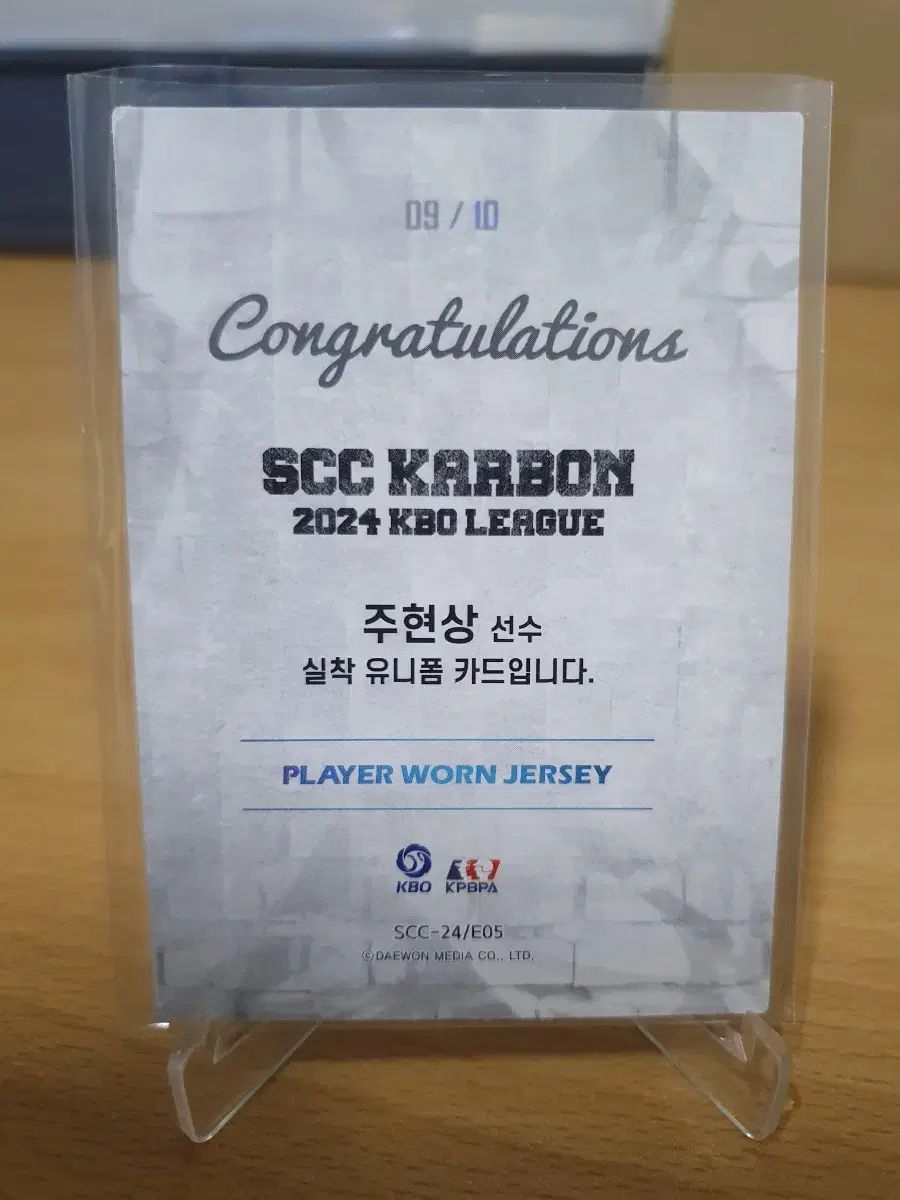 09 / 10
Congratulations
SCC KARBON
2024 KBO LEAGUE
주현상 선수
실착 유니폼 카드입니다.
PLAYER WORN JERSEY
KBO KPBPA
SCC-24/E05
©DAEWON MEDIA CO., LTD.